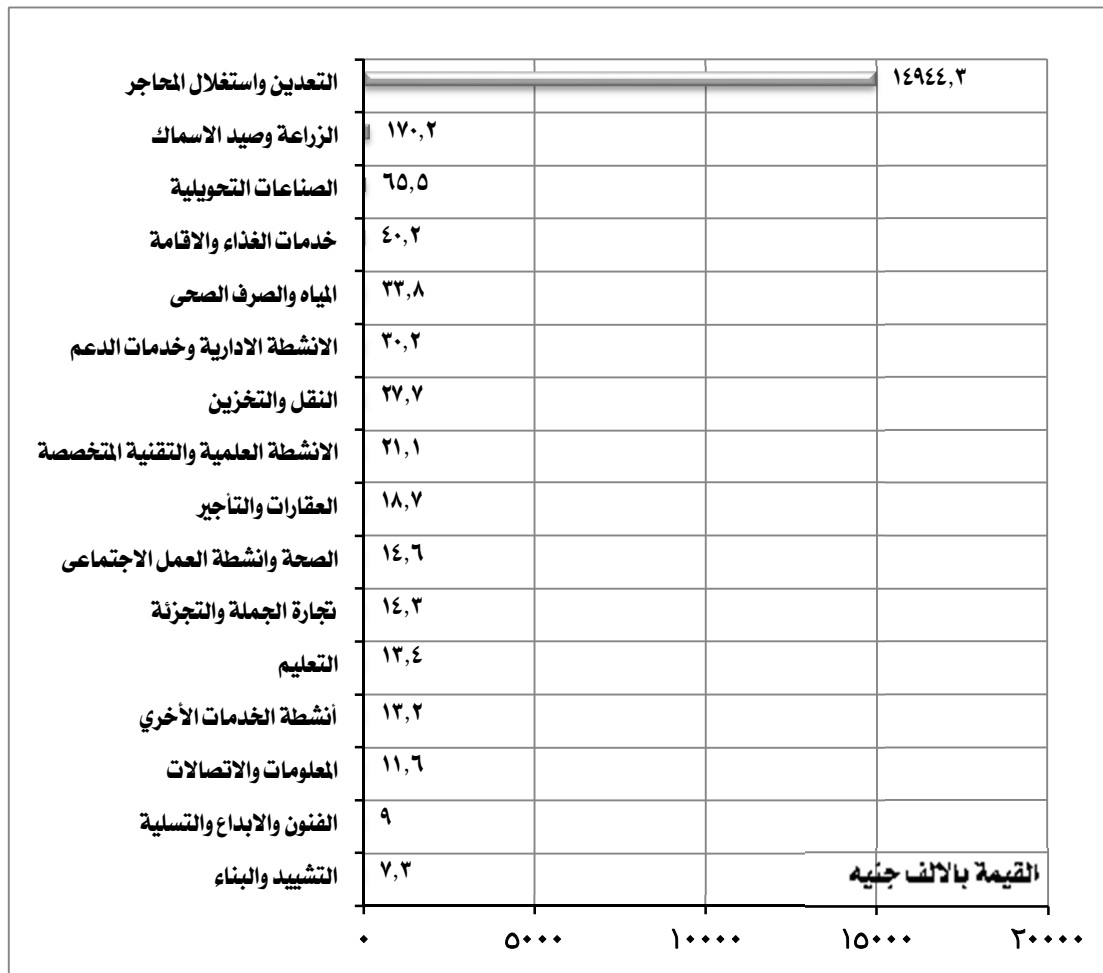 التعدين واستغلال المحاجر ١٤٩٤٤,٣
الزراعة وصيد الاسماك ١٧٠,٢
الصناعات التحويلية ٦٥,٥
خدمات الغذاء والاقامة ٤٠,٢
المياه والصرف الصحى ٣٣,٨
الانشطة الادارية وخدمات الدعم ٣٠,٢
النقل والتخزين ٢٧,٧
الانشطة العلمية والتقنية المتخصصة ٢١,١
العقارات والتأجير ١٨,٧
الصحة وانشطة العمل الاجتماعى ١٤,٦
تجارة الجملة والتجزئة ١٤,٣
التعليم ١٣,٤
أنشطة الخدمات الأخري ١٣,٢
المعلومات والاتصالات ١١,٦
الفنون والابداع والتسلية ٩
التشييد والبناء ٧,٣
القيمة بالالف جنيه
٠ ٥٠٠٠ ١٠٠٠٠ ١٥٠٠٠ ٢٠٠٠٠